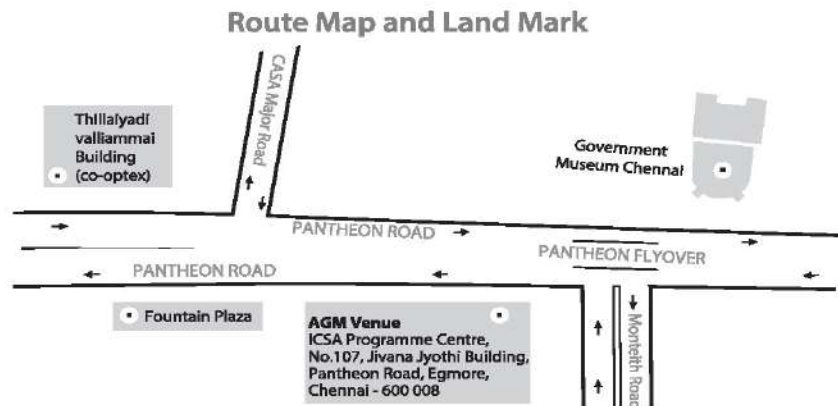 Route Map and Land Mark
CASA Major Road
Thillaiyadi
valliammai
Building
(co-optex)
Government
Museum Chennai
PANTHEON ROAD
PANTHEON FLYOVER
PANTHEON ROAD
Fountain Plaza
AGM Venue
ICSA Programme Centre,
No.107, Jivana Jyothi Building,
Pantheon Road, Egmore,
Chennai - 600 008
Monteith Road